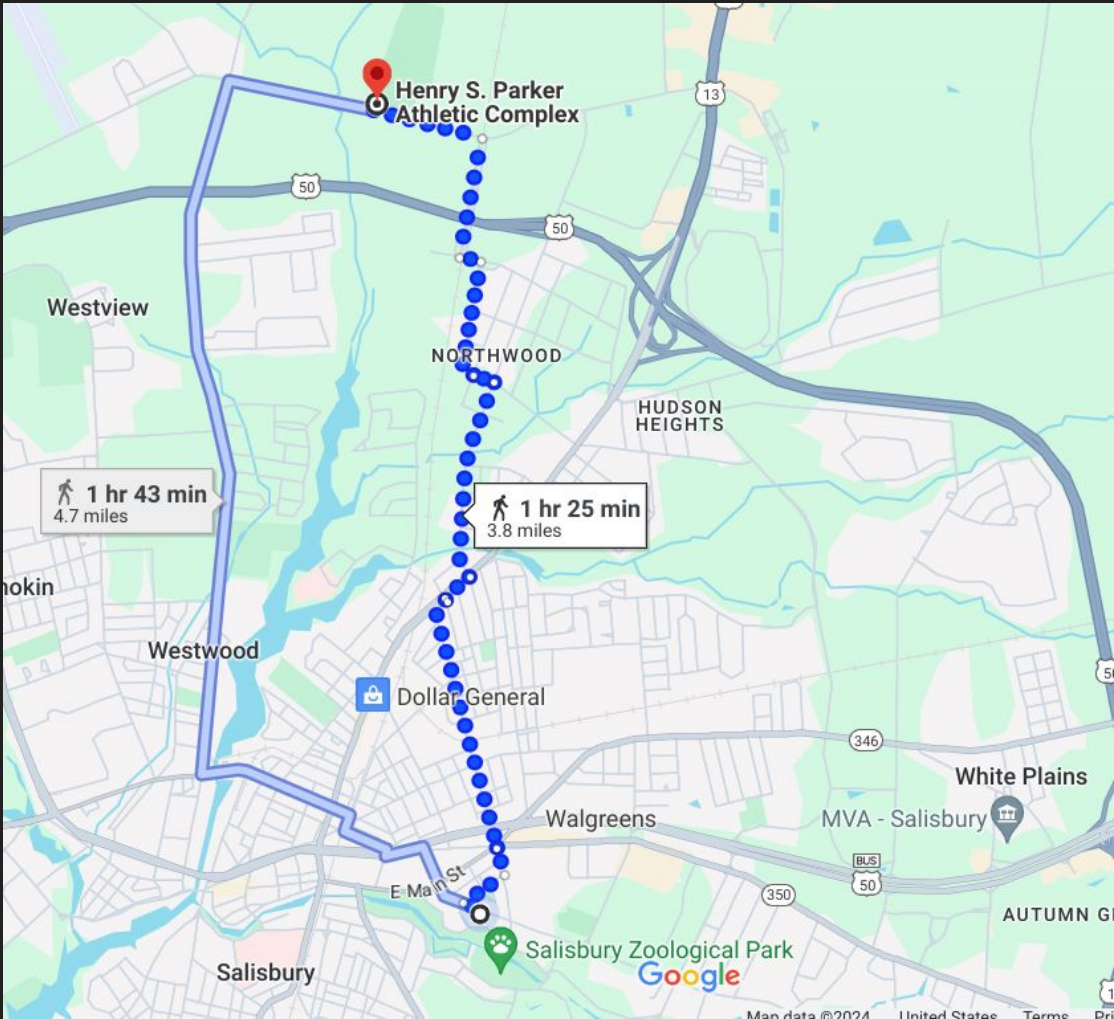 13
Henry S. Parker
Athletic Complex
50
50
Westview
NORTHWOOD
HUDSON
HEIGHTS
1 hr 43 min
4.7 miles
1 hr 25 min
3.8 miles
nokin
Westwood
Dollar General
346
White Plains
Walgreens
MVA - Salisbury
BUS
50
E Main St
350
AUTUMN G
Salisbury Zoological Park
Salisbury
Google
Map data ©2024 United States Terms